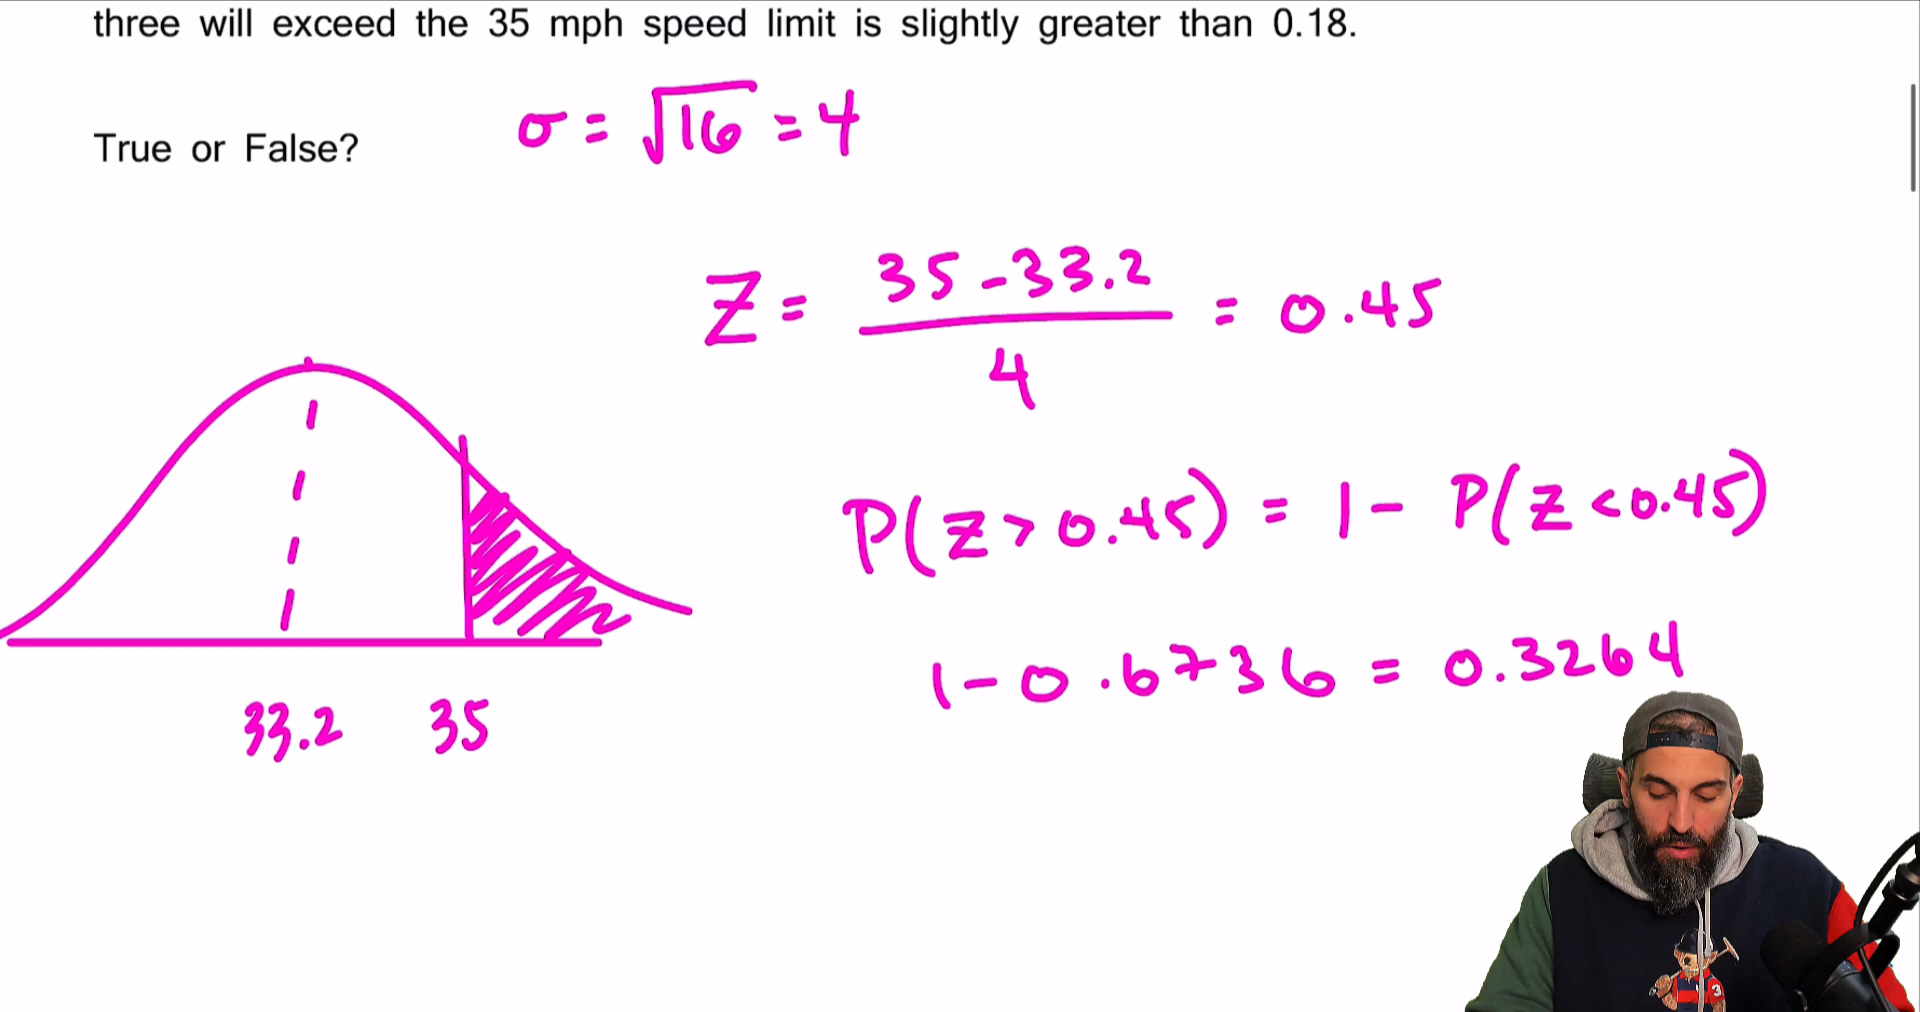 three will exceed the 35 mph speed limit is slightly greater than 0.18.
σ = √16 = 4
True or False?
Z = (35 - 33.2)/4 = 0.45
P(Z > 0.45) = 1 - P(Z < 0.45)
1 - 0.6736 = 0.3264
33.2 35
3